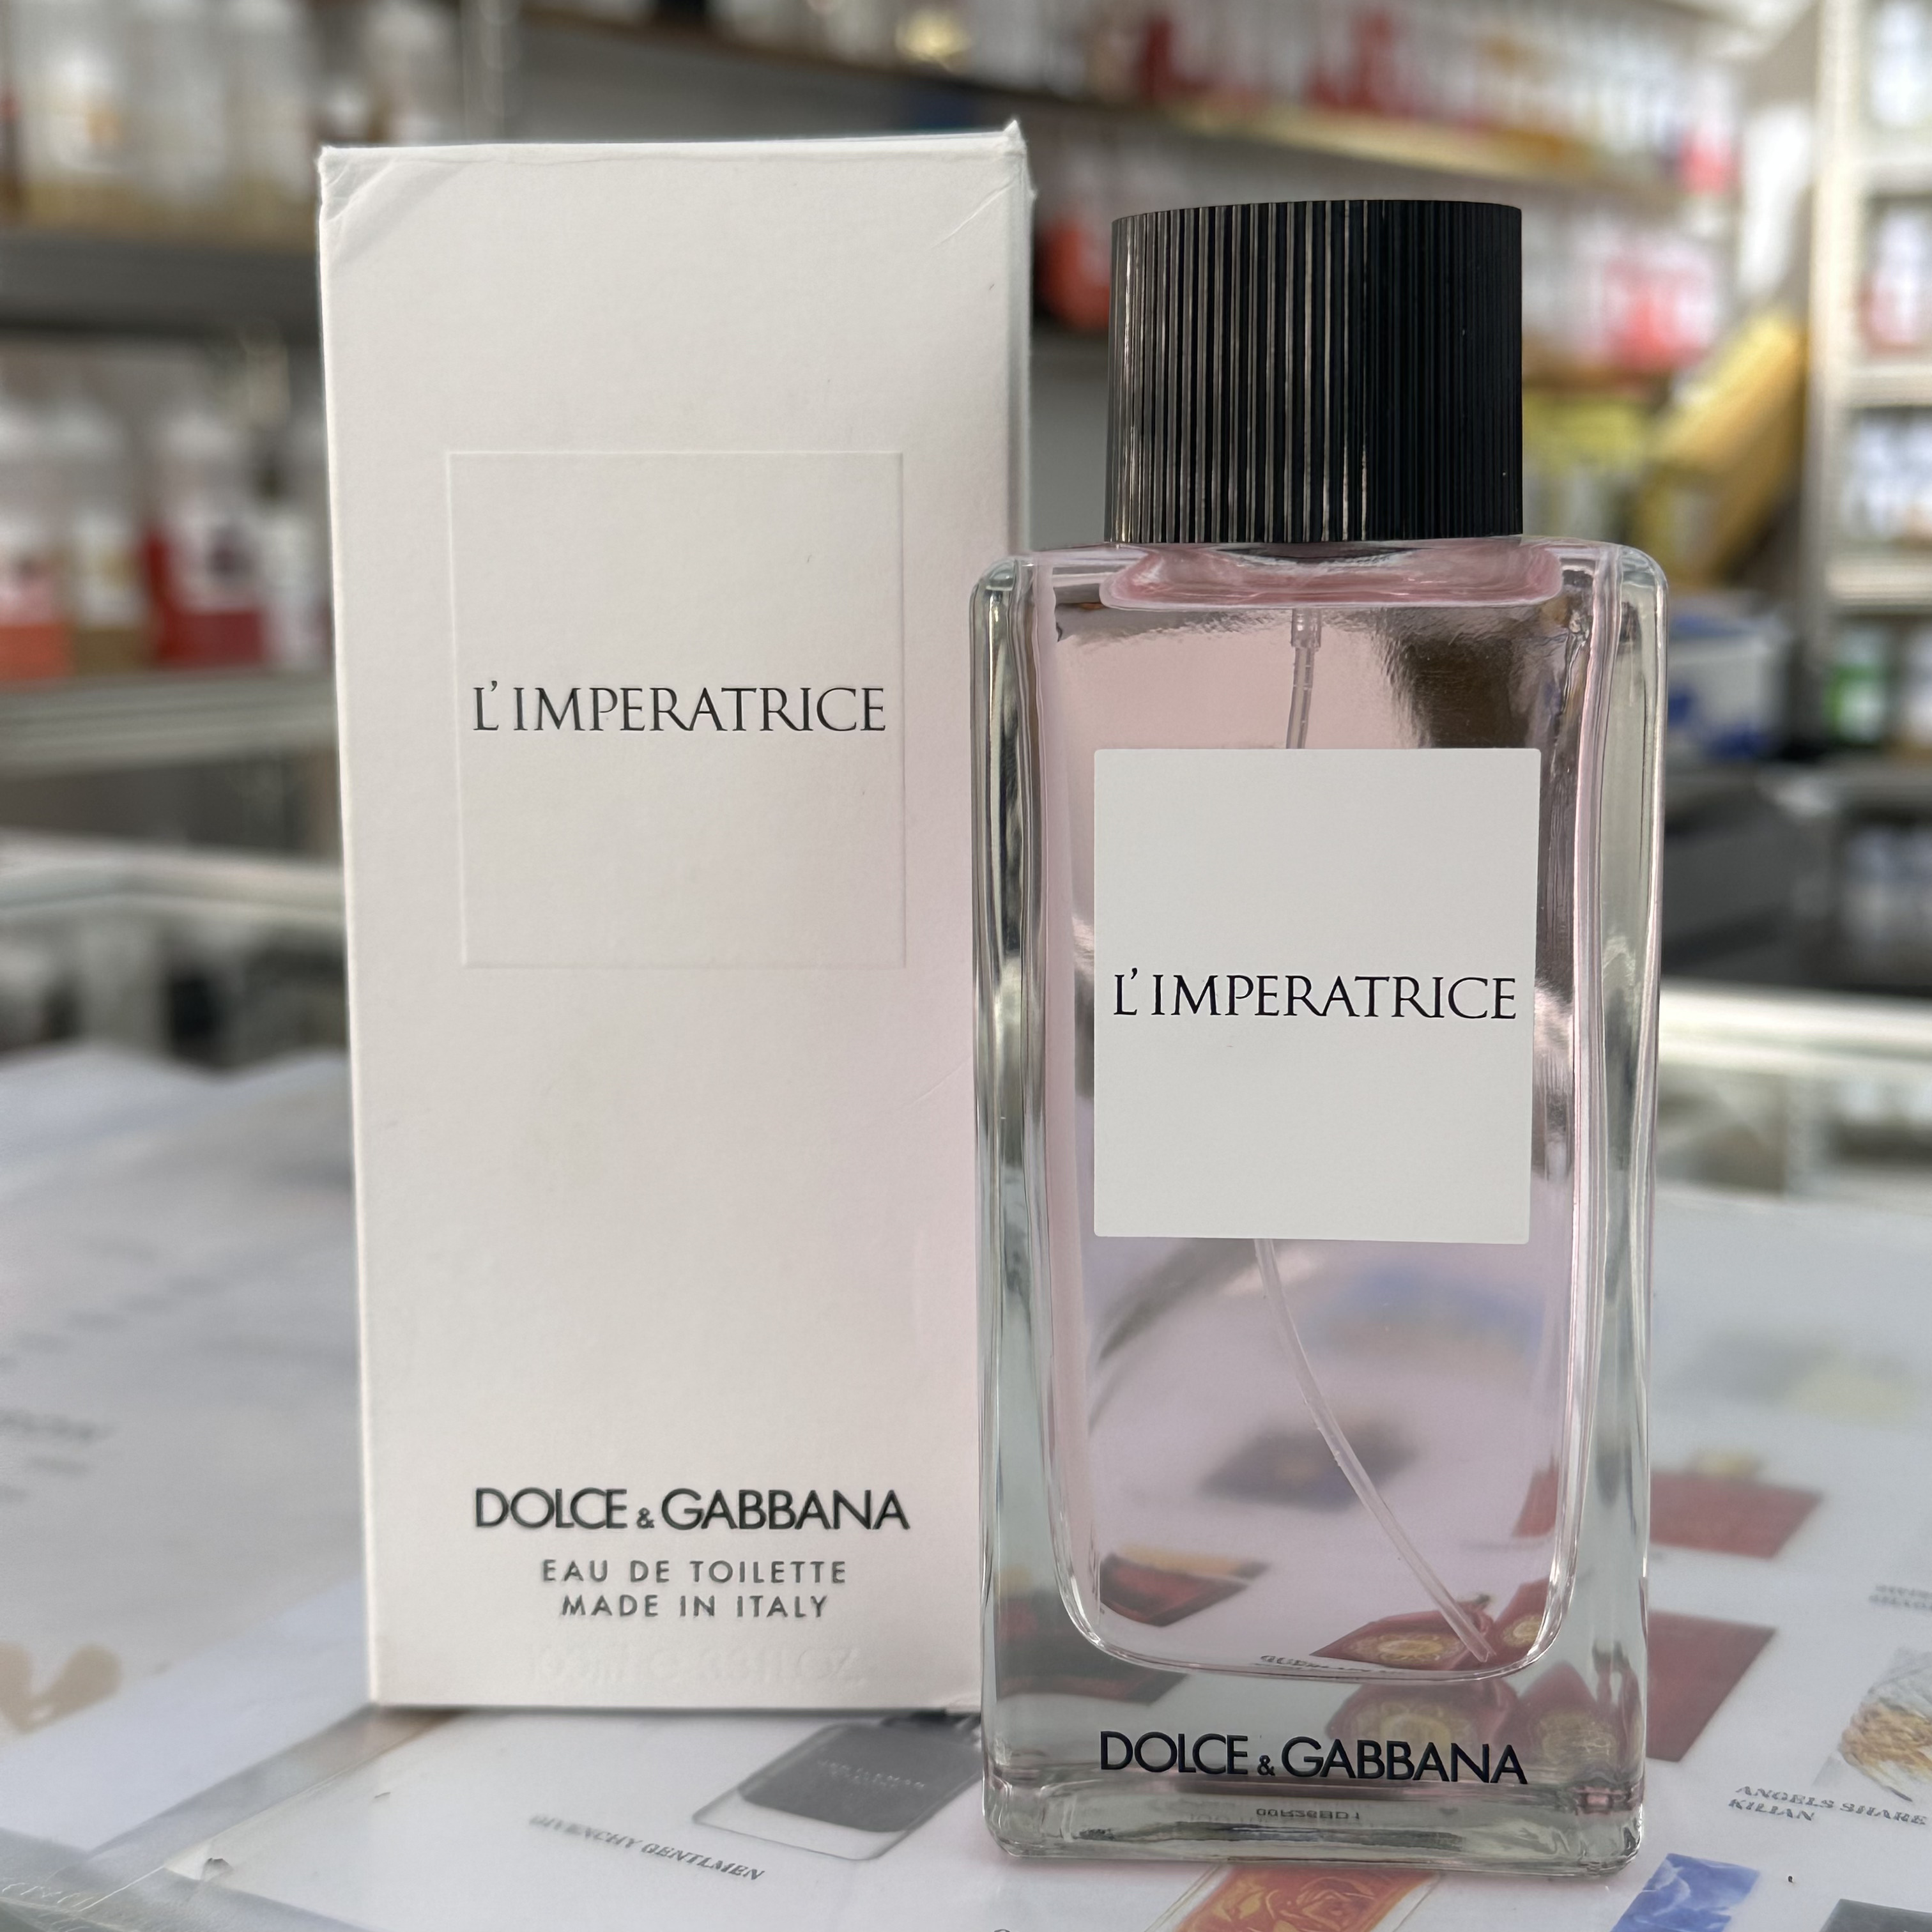 L'IMPERATRICE
DOLCE & GABBANA
EAU DE TOILETTE
MADE IN ITALY
L'IMPERATRICE
DOLCE & GABBANA
GIVENCHY GENTLMEN
ANGELS SHARE
KILIAN